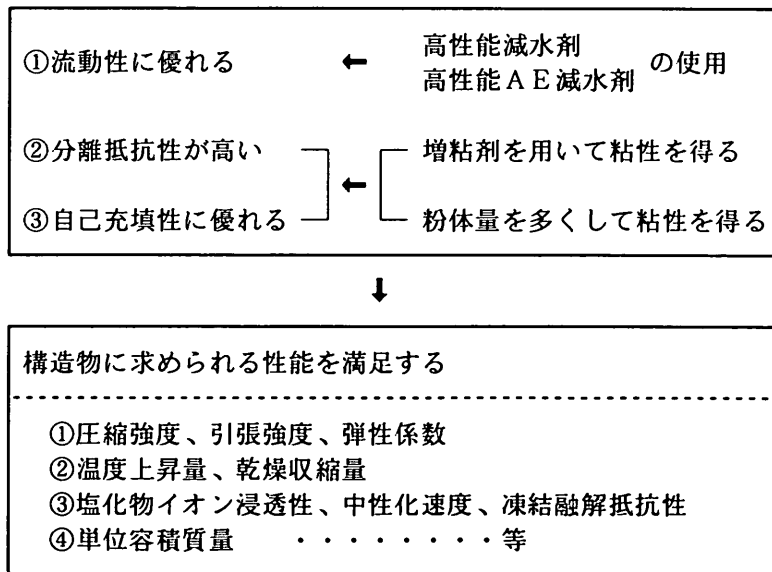 ①流動性に優れる ← 高性能減水剤
高性能ＡＥ減水剤 の使用
②分離抵抗性が高い 増粘剤を用いて粘性を得る
←
③自己充填性に優れる 粉体量を多くして粘性を得る
↓
構造物に求められる性能を満足する
①圧縮強度、引張強度、弾性係数
②温度上昇量、乾燥収縮量
③塩化物イオン浸透性、中性化速度、凍結融解抵抗性
④単位容積質量 ・・・・・・・・・等